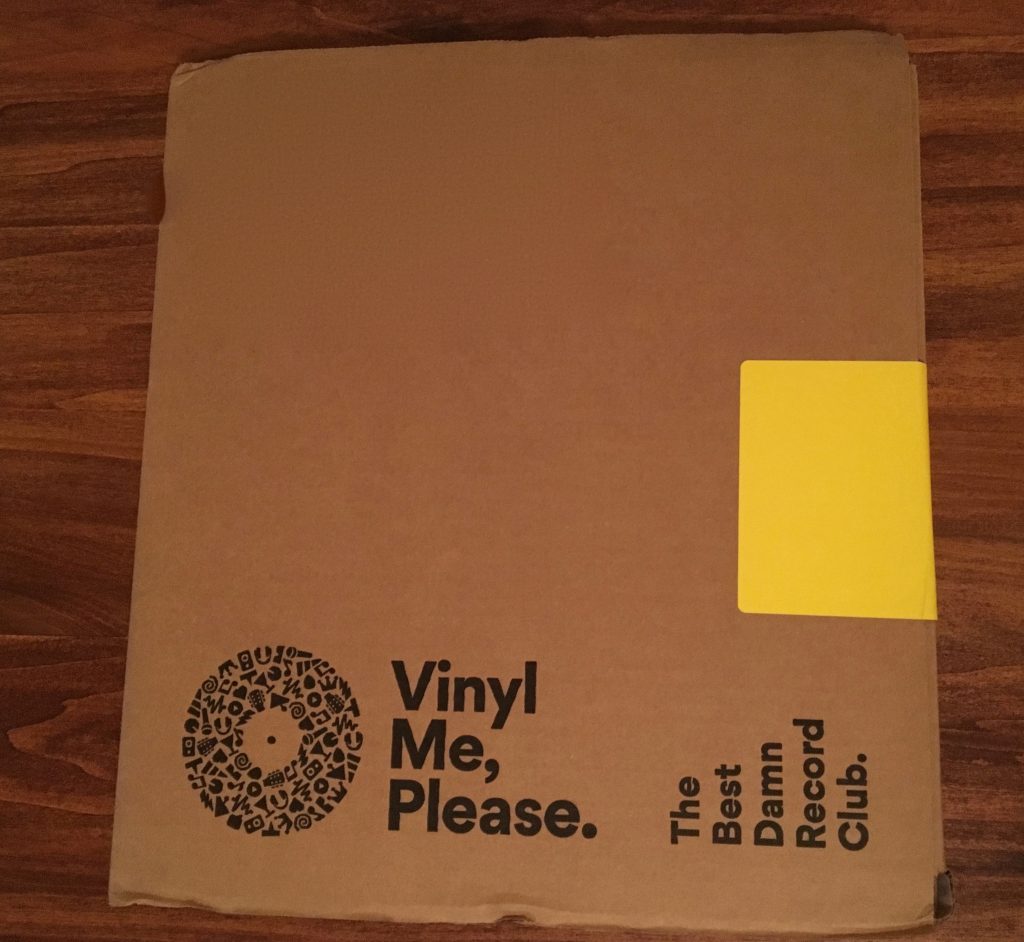 Vinyl
Me,
Please.
The
Best
Damn
Record
Club.